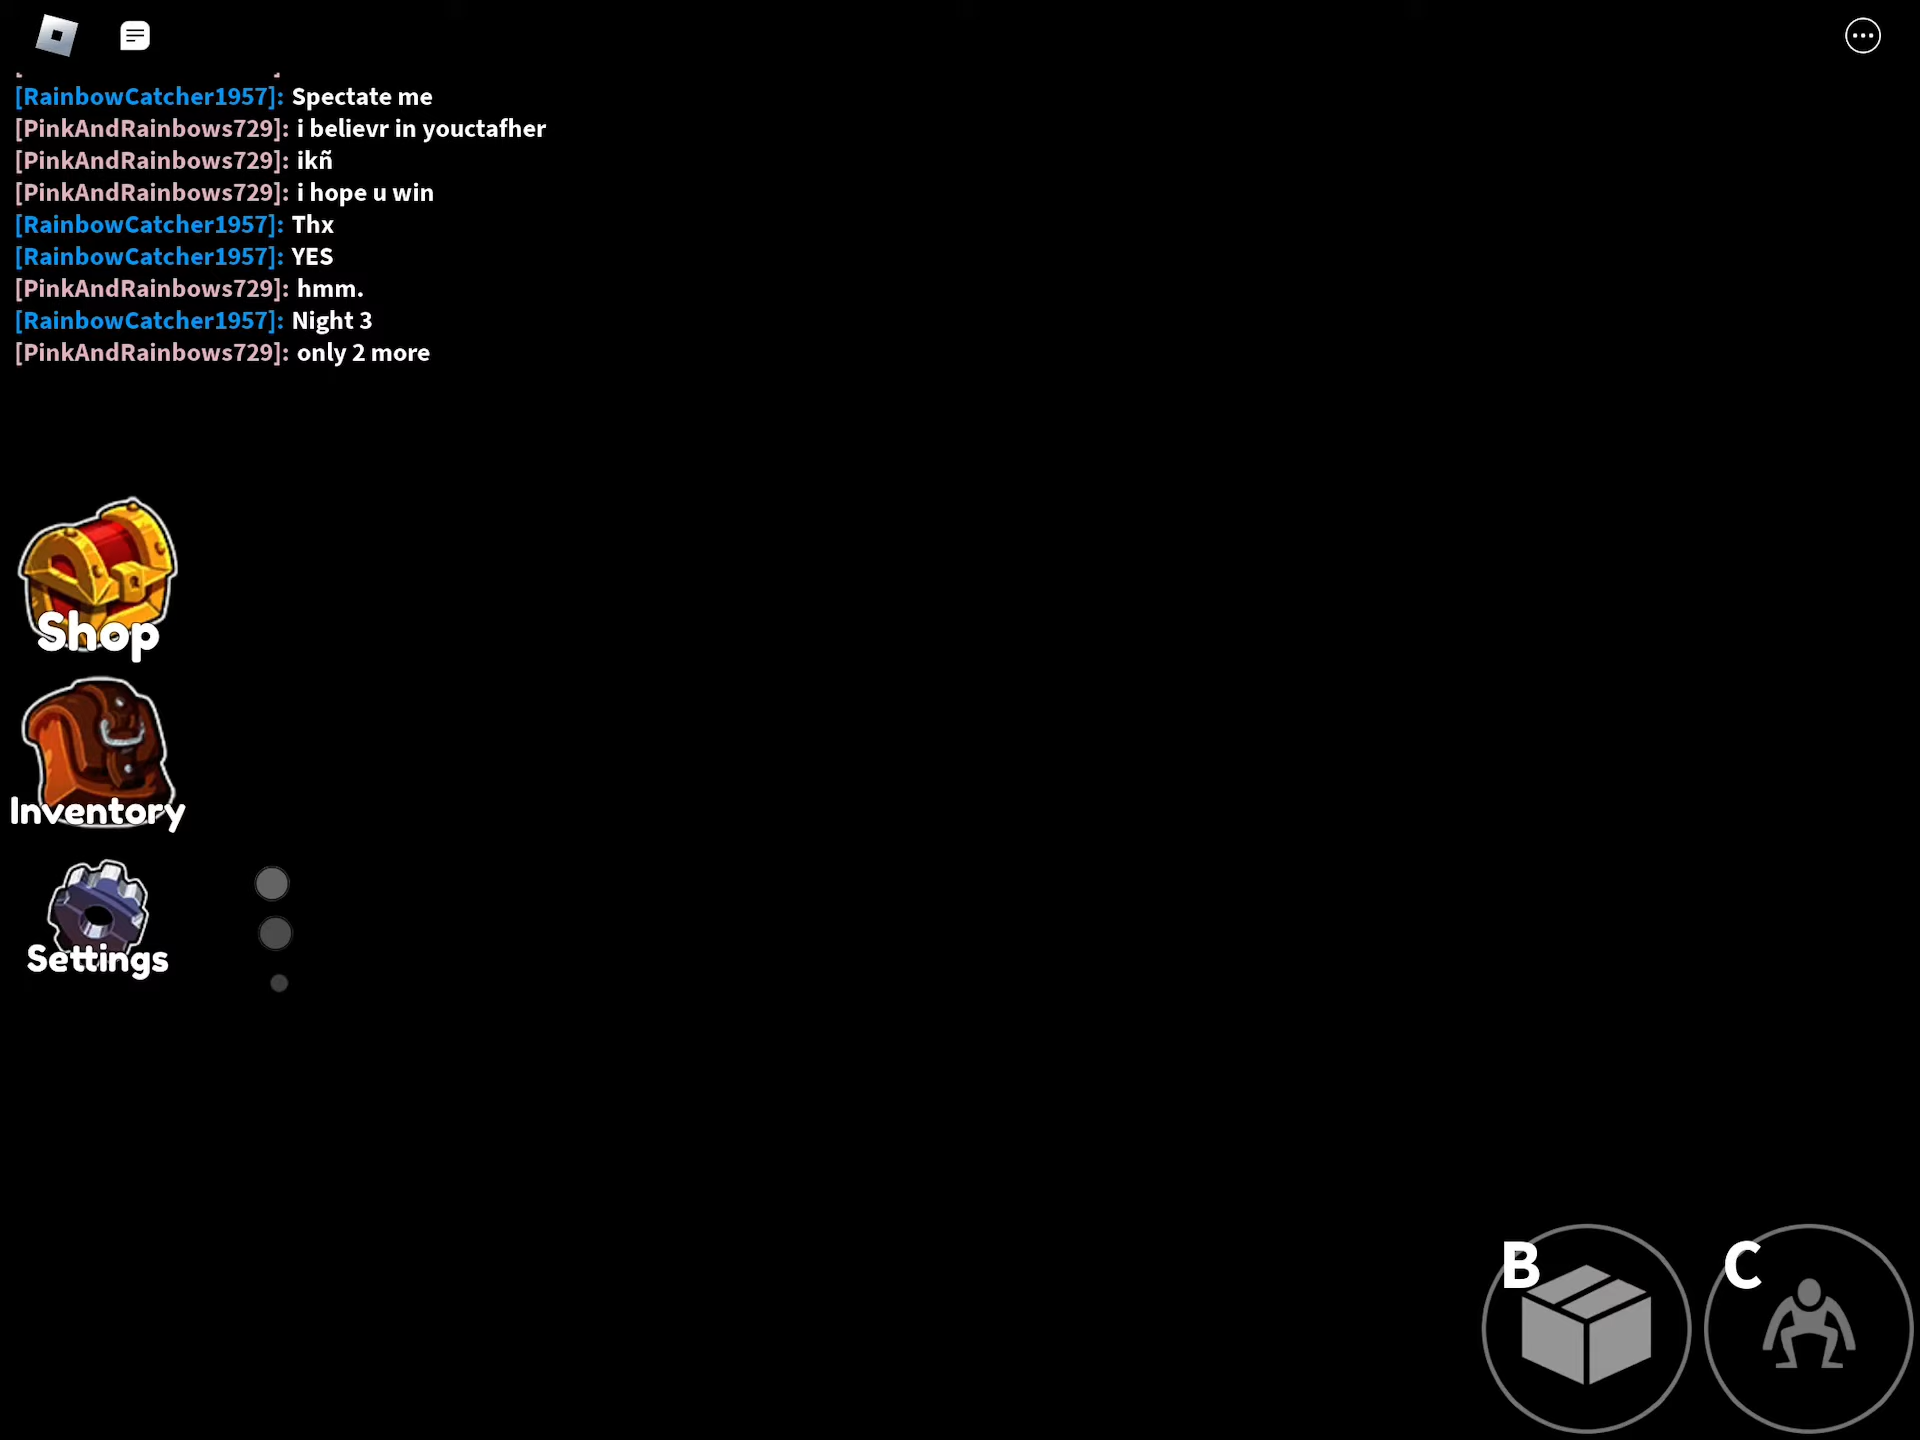 [RainbowCatcher1957]: Spectate me
[PinkAndRainbows729]: i believr in youctafher
[PinkAndRainbows729]: ikñ
[PinkAndRainbows729]: i hope u win
[RainbowCatcher1957]: Thx
[RainbowCatcher1957]: YES
[PinkAndRainbows729]: hmm.
[RainbowCatcher1957]: Night 3
[PinkAndRainbows729]: only 2 more
Shop
Inventory
Settings
B
C